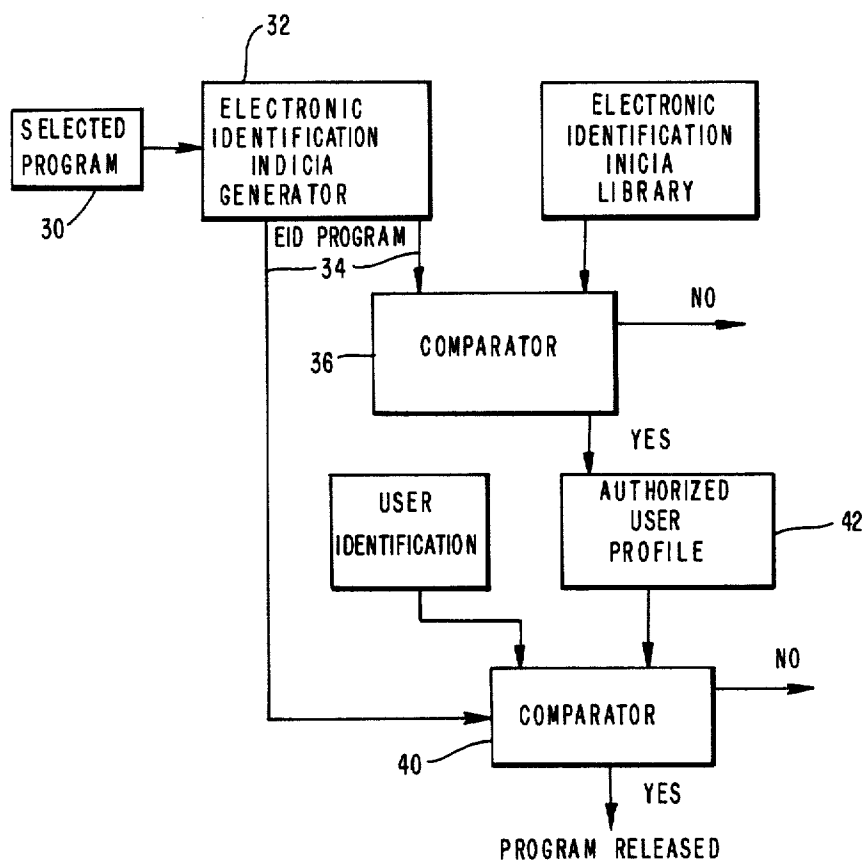 32
SELECTED
PROGRAM
30
ELECTRONIC
IDENTIFICATION
INDICIA
GENERATOR
ELECTRONIC
IDENTIFICATION
INICIA
LIBRARY
EID PROGRAM
34
COMPARATOR
36
NO
YES
USER
IDENTIFICATION
AUTHORIZED
USER
PROFILE
42
COMPARATOR
40
NO
YES
PROGRAM RELEASED